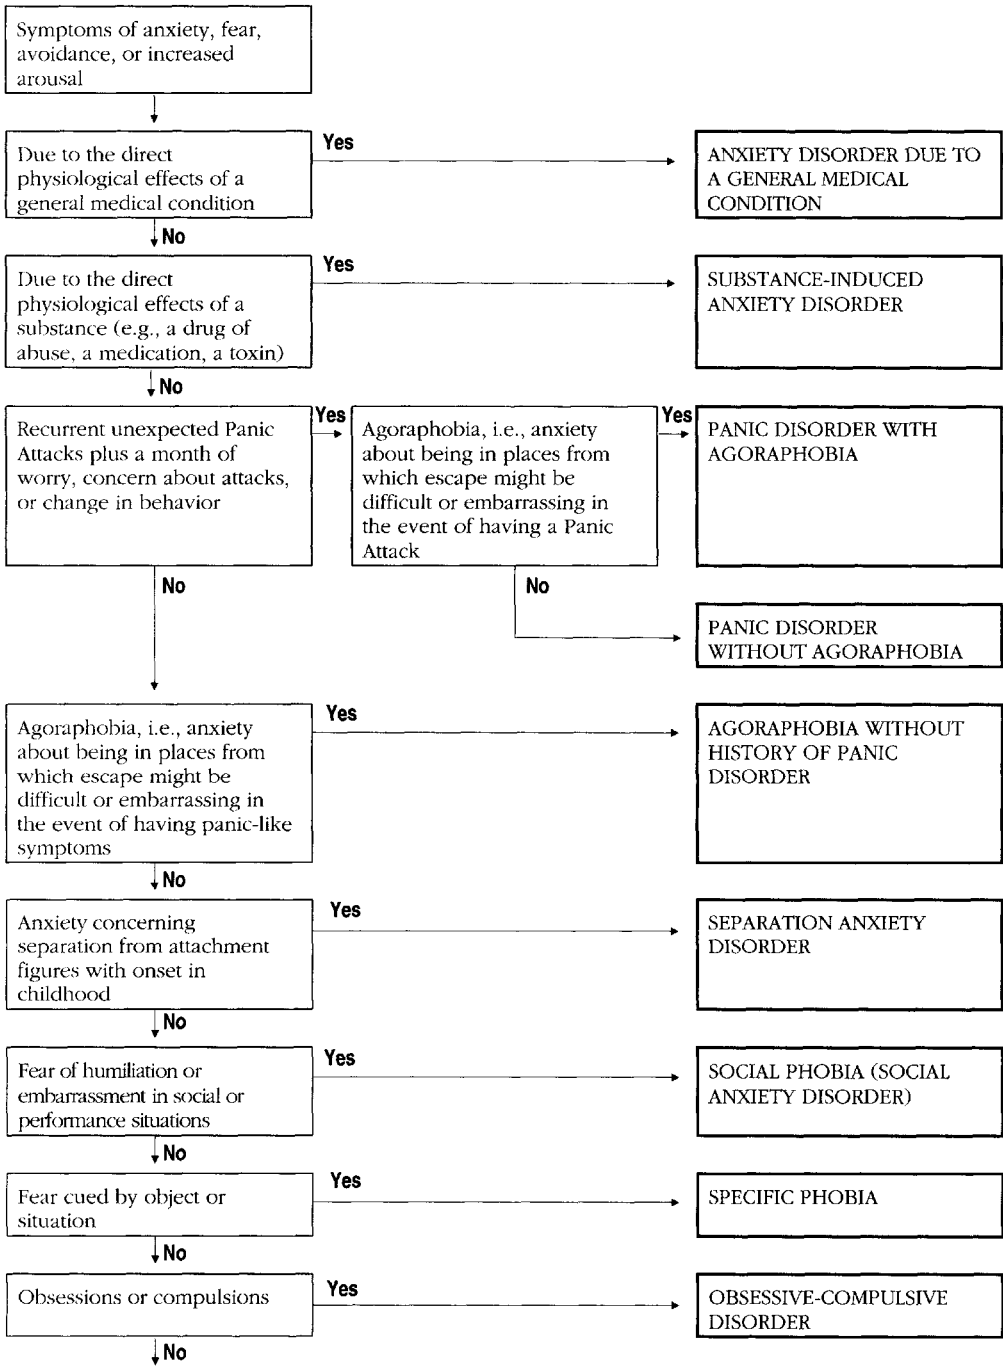 Symptoms of anxiety, fear,
avoidance, or increased
arousal
Due to the direct
physiological effects of a
general medical condition
Yes
ANXIETY DISORDER DUE TO
A GENERAL MEDICAL
CONDITION
No
Due to the direct
physiological effects of a
substance (e.g., a drug of
abuse, a medication, a toxin)
Yes
SUBSTANCE-INDUCED
ANXIETY DISORDER
No
Recurrent unexpected Panic
Attacks plus a month of
worry, concern about attacks,
or change in behavior
Yes
Agoraphobia, i.e., anxiety
about being in places from
which escape might be
difficult or embarrassing in
the event of having a Panic
Attack
Yes
PANIC DISORDER WITH
AGORAPHOBIA
No
No
PANIC DISORDER
WITHOUT AGORAPHOBIA
Agoraphobia, i.e., anxiety
about being in places from
which escape might be
difficult or embarrassing in
the event of having panic-like
symptoms
Yes
AGORAPHOBIA WITHOUT
HISTORY OF PANIC
DISORDER
No
Anxiety concerning
separation from attachment
figures with onset in
childhood
Yes
SEPARATION ANXIETY
DISORDER
No
Fear of humiliation or
embarrassment in social or
performance situations
Yes
SOCIAL PHOBIA (SOCIAL
ANXIETY DISORDER)
No
Fear cued by object or
situation
Yes
SPECIFIC PHOBIA
No
Obsessions or compulsions
Yes
OBSESSIVE-COMPULSIVE
DISORDER
No